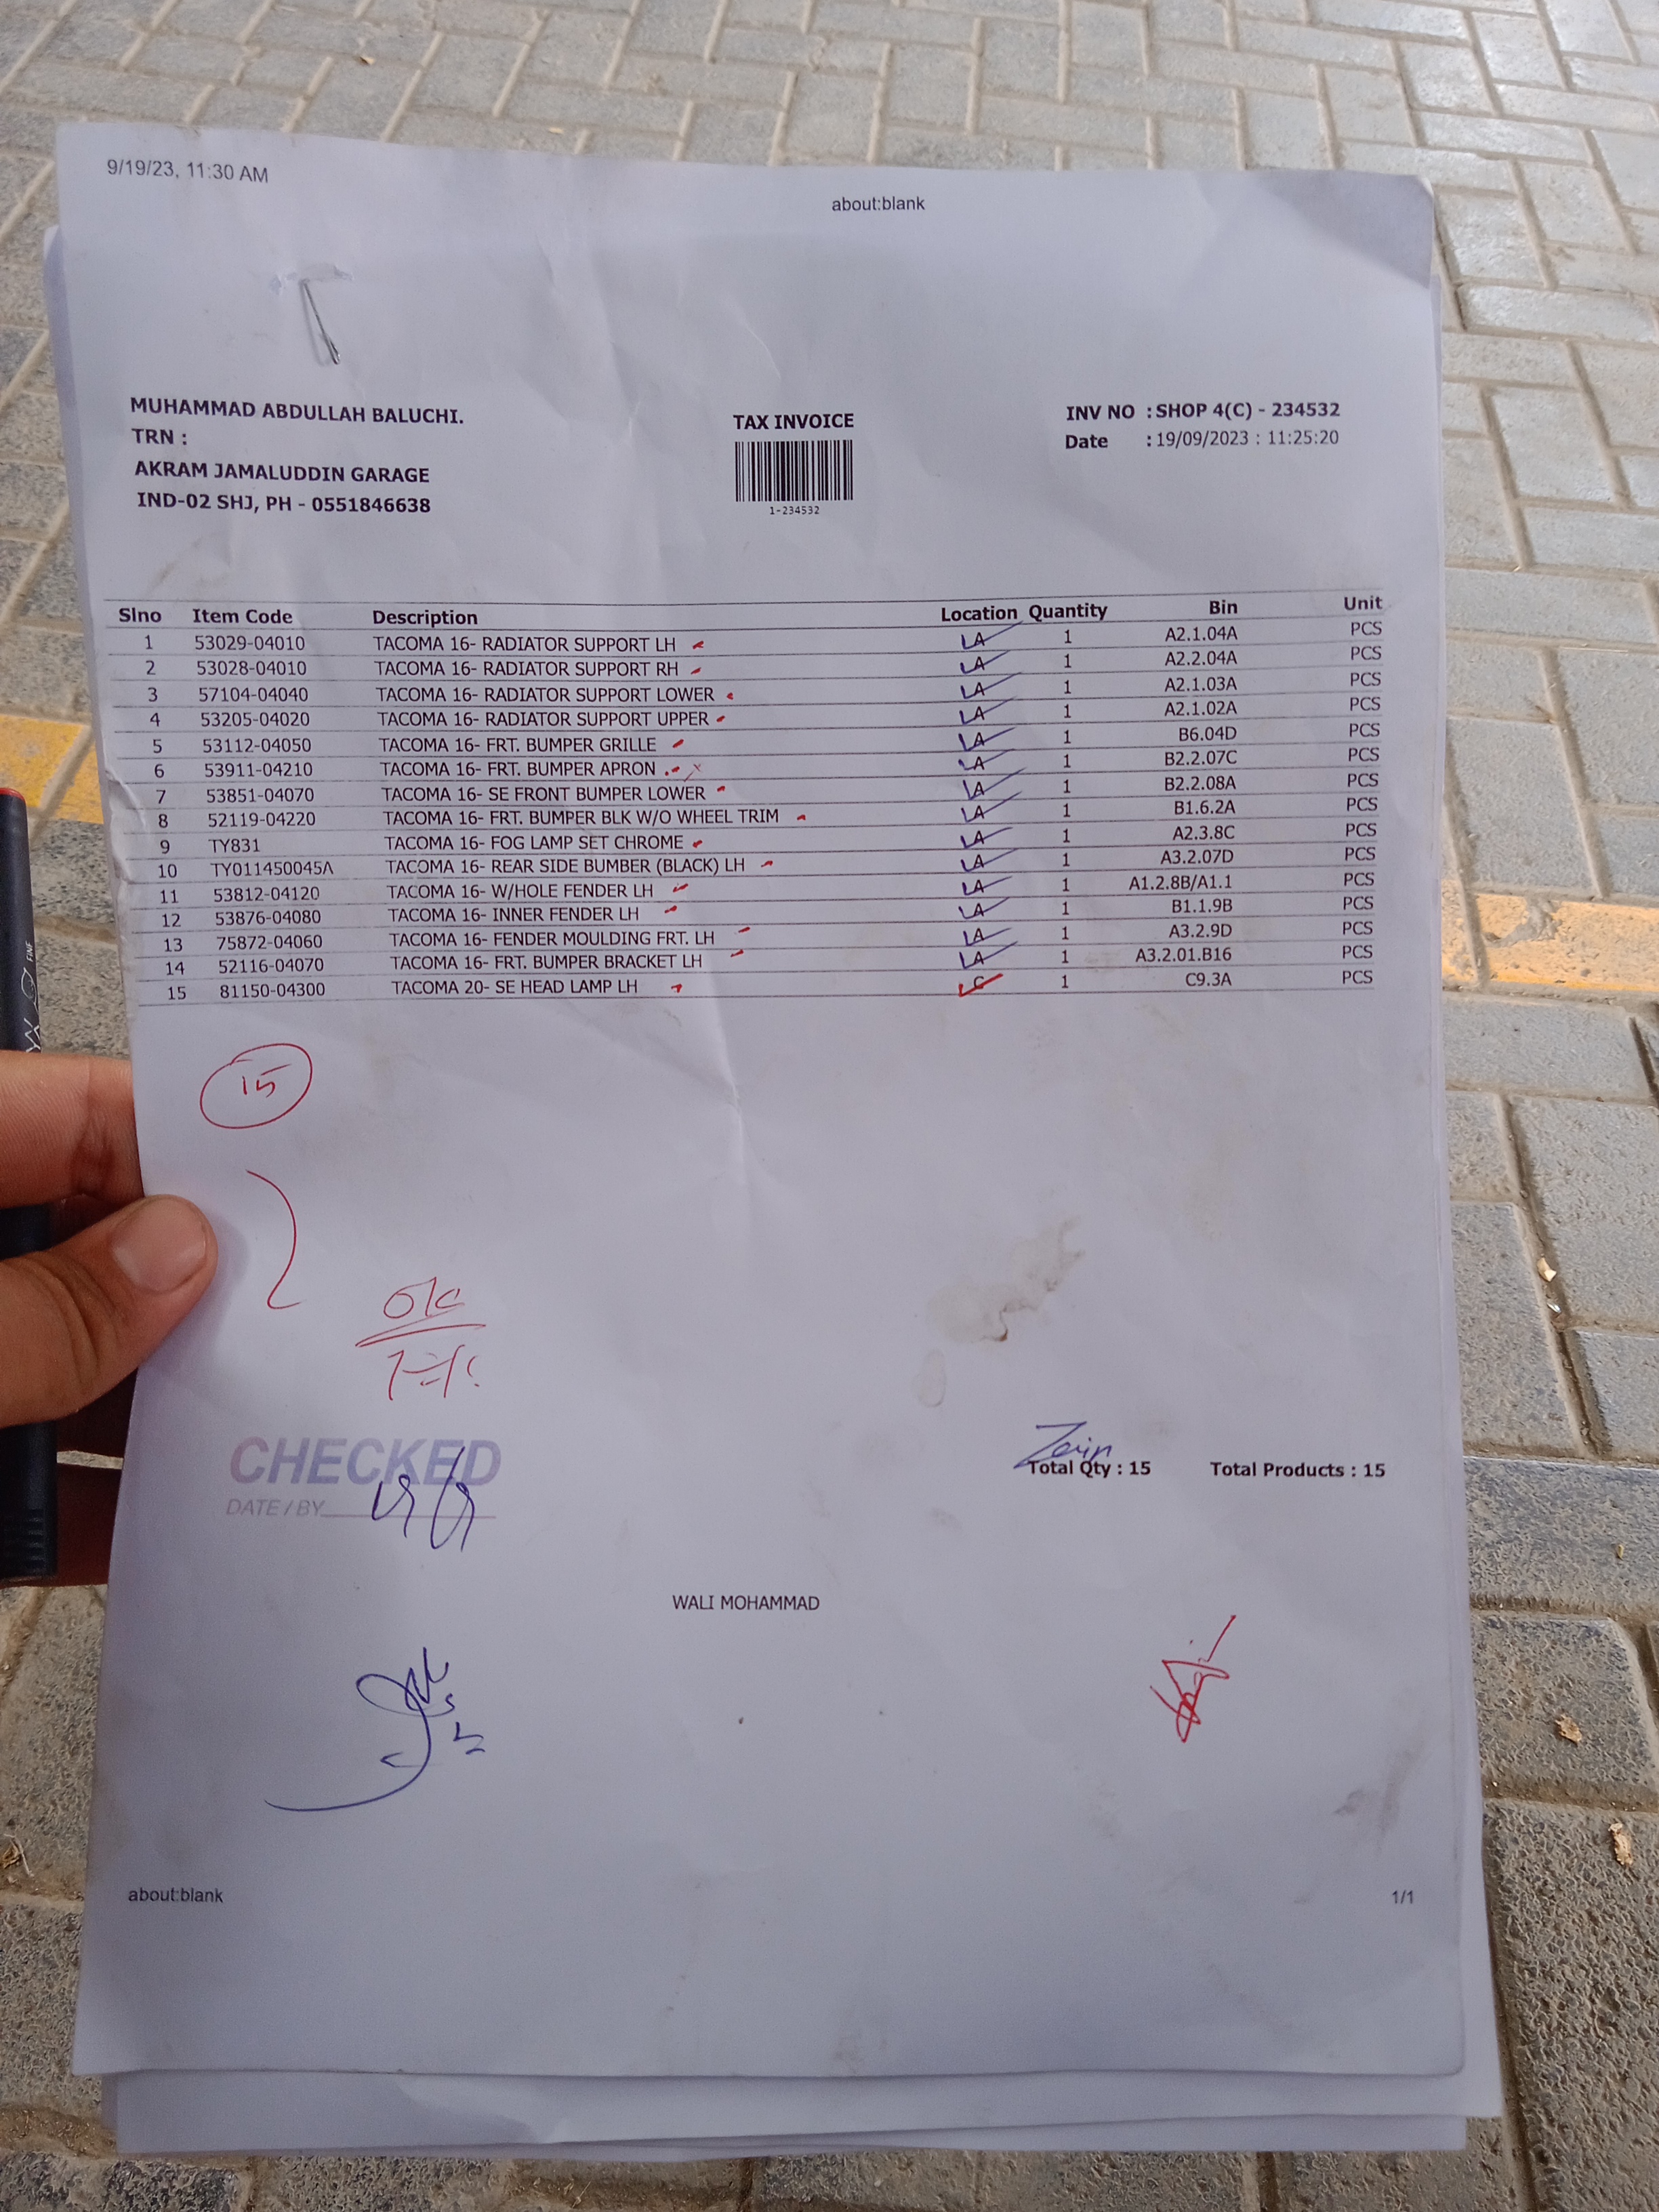 9/19/23, 11:30 AM
about:blank
MUHAMMAD ABDULLAH BALUCHI.
TRN :
AKRAM JAMALUDDIN GARAGE
IND-02 SHJ, PH - 0551846638
TAX INVOICE
1-234532
INV NO : SHOP 4(C) - 234532
Date : 19/09/2023 : 11:25:20
Slno Item Code Description Location Quantity Bin Unit
1 53029-04010 TACOMA 16- RADIATOR SUPPORT LH LA 1 A2.1.04A PCS
2 53028-04010 TACOMA 16- RADIATOR SUPPORT RH LA 1 A2.2.04A PCS
3 57104-04040 TACOMA 16- RADIATOR SUPPORT LOWER LA 1 A2.1.03A PCS
4 53205-04020 TACOMA 16- RADIATOR SUPPORT UPPER LA 1 A2.1.02A PCS
5 53112-04050 TACOMA 16- FRT. BUMPER GRILLE LA 1 B6.04D PCS
6 53911-04210 TACOMA 16- FRT. BUMPER APRON LA 1 B2.2.07C PCS
7 53851-04070 TACOMA 16- SE FRONT BUMPER LOWER LA 1 B2.2.08A PCS
8 52119-04220 TACOMA 16- FRT. BUMPER BLK W/O WHEEL TRIM LA 1 B1.6.2A PCS
9 TY831 TACOMA 16- FOG LAMP SET CHROME LA 1 A2.3.8C PCS
10 TY011450045A TACOMA 16- REAR SIDE BUMBER (BLACK) LH LA 1 A3.2.07D PCS
11 53812-04120 TACOMA 16- W/HOLE FENDER LH LA 1 A1.2.8B/A1.1 PCS
12 53876-04080 TACOMA 16- INNER FENDER LH LA 1 B1.1.9B PCS
13 75872-04060 TACOMA 16- FENDER MOULDING FRT. LH LA 1 A3.2.9D PCS
14 52116-04070 TACOMA 16- FRT. BUMPER BRACKET LH LA 1 A3.2.01.B16 PCS
15 81150-04300 TACOMA 20- SE HEAD LAMP LH LC 1 C9.3A PCS
15
CHECKED
DATE / BY
Total Qty : 15 Total Products : 15
WALI MOHAMMAD
about:blank
1/1